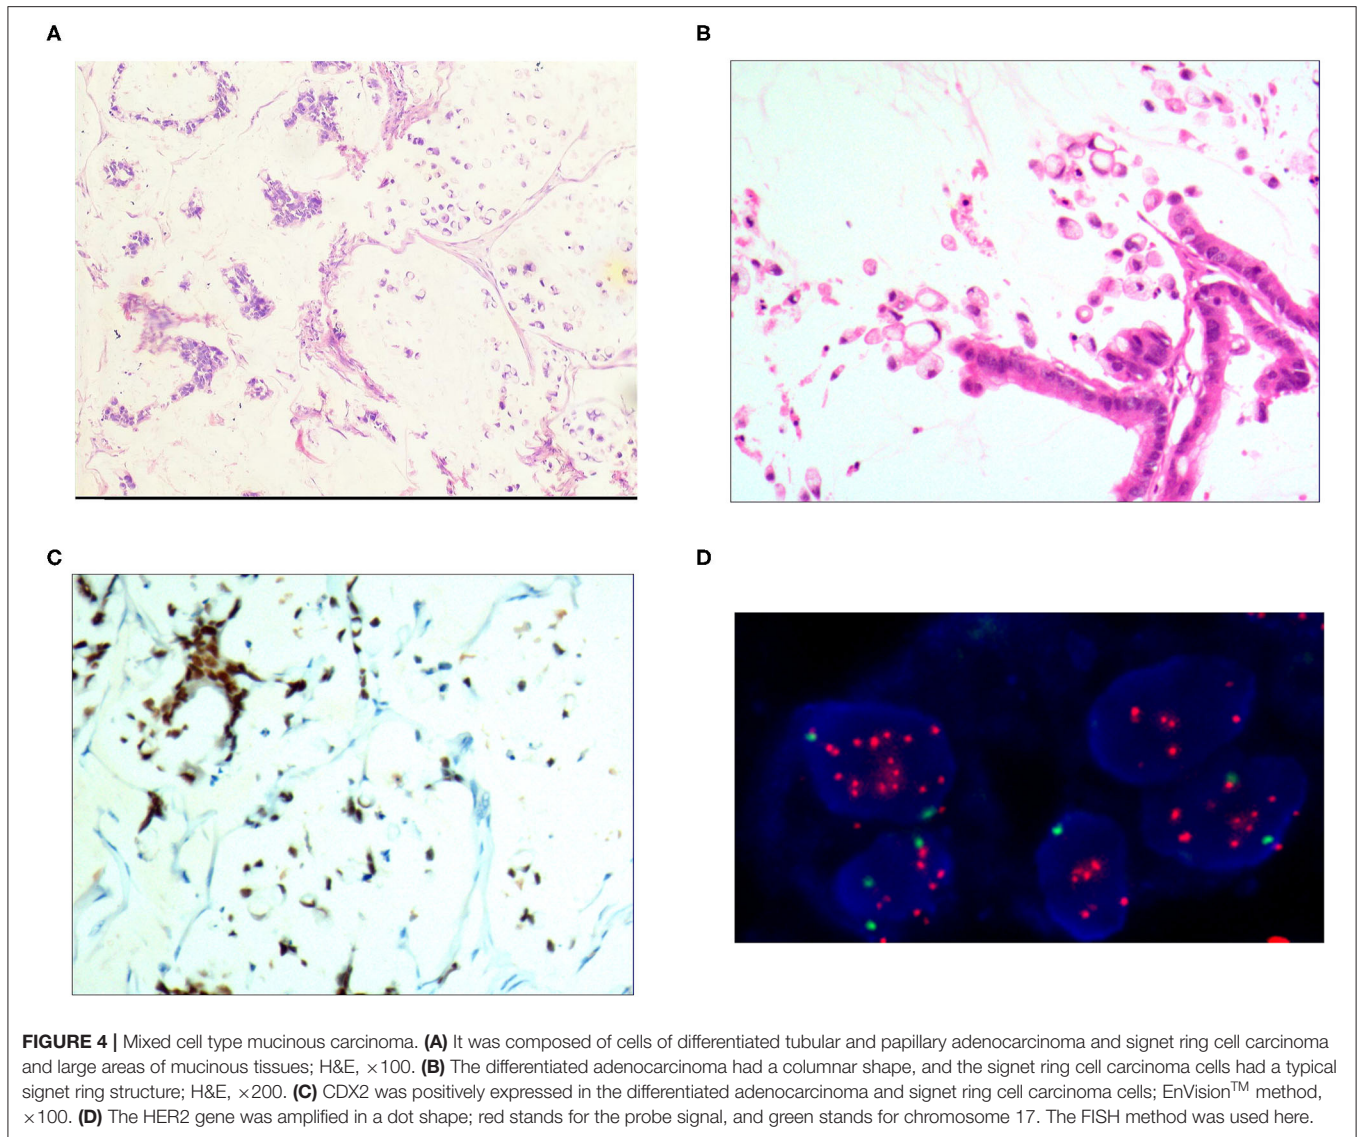 A
B
C
D
FIGURE 4 | Mixed cell type mucinous carcinoma. (A) It was composed of cells of differentiated tubular and papillary adenocarcinoma and signet ring cell carcinoma
and large areas of mucinous tissues; H&E, ×100. (B) The differentiated adenocarcinoma had a columnar shape, and the signet ring cell carcinoma cells had a typical
signet ring structure; H&E, ×200. (C) CDX2 was positively expressed in the differentiated adenocarcinoma and signet ring cell carcinoma cells; EnVision™ method,
×100. (D) The HER2 gene was amplified in a dot shape; red stands for the probe signal, and green stands for chromosome 17. The FISH method was used here.